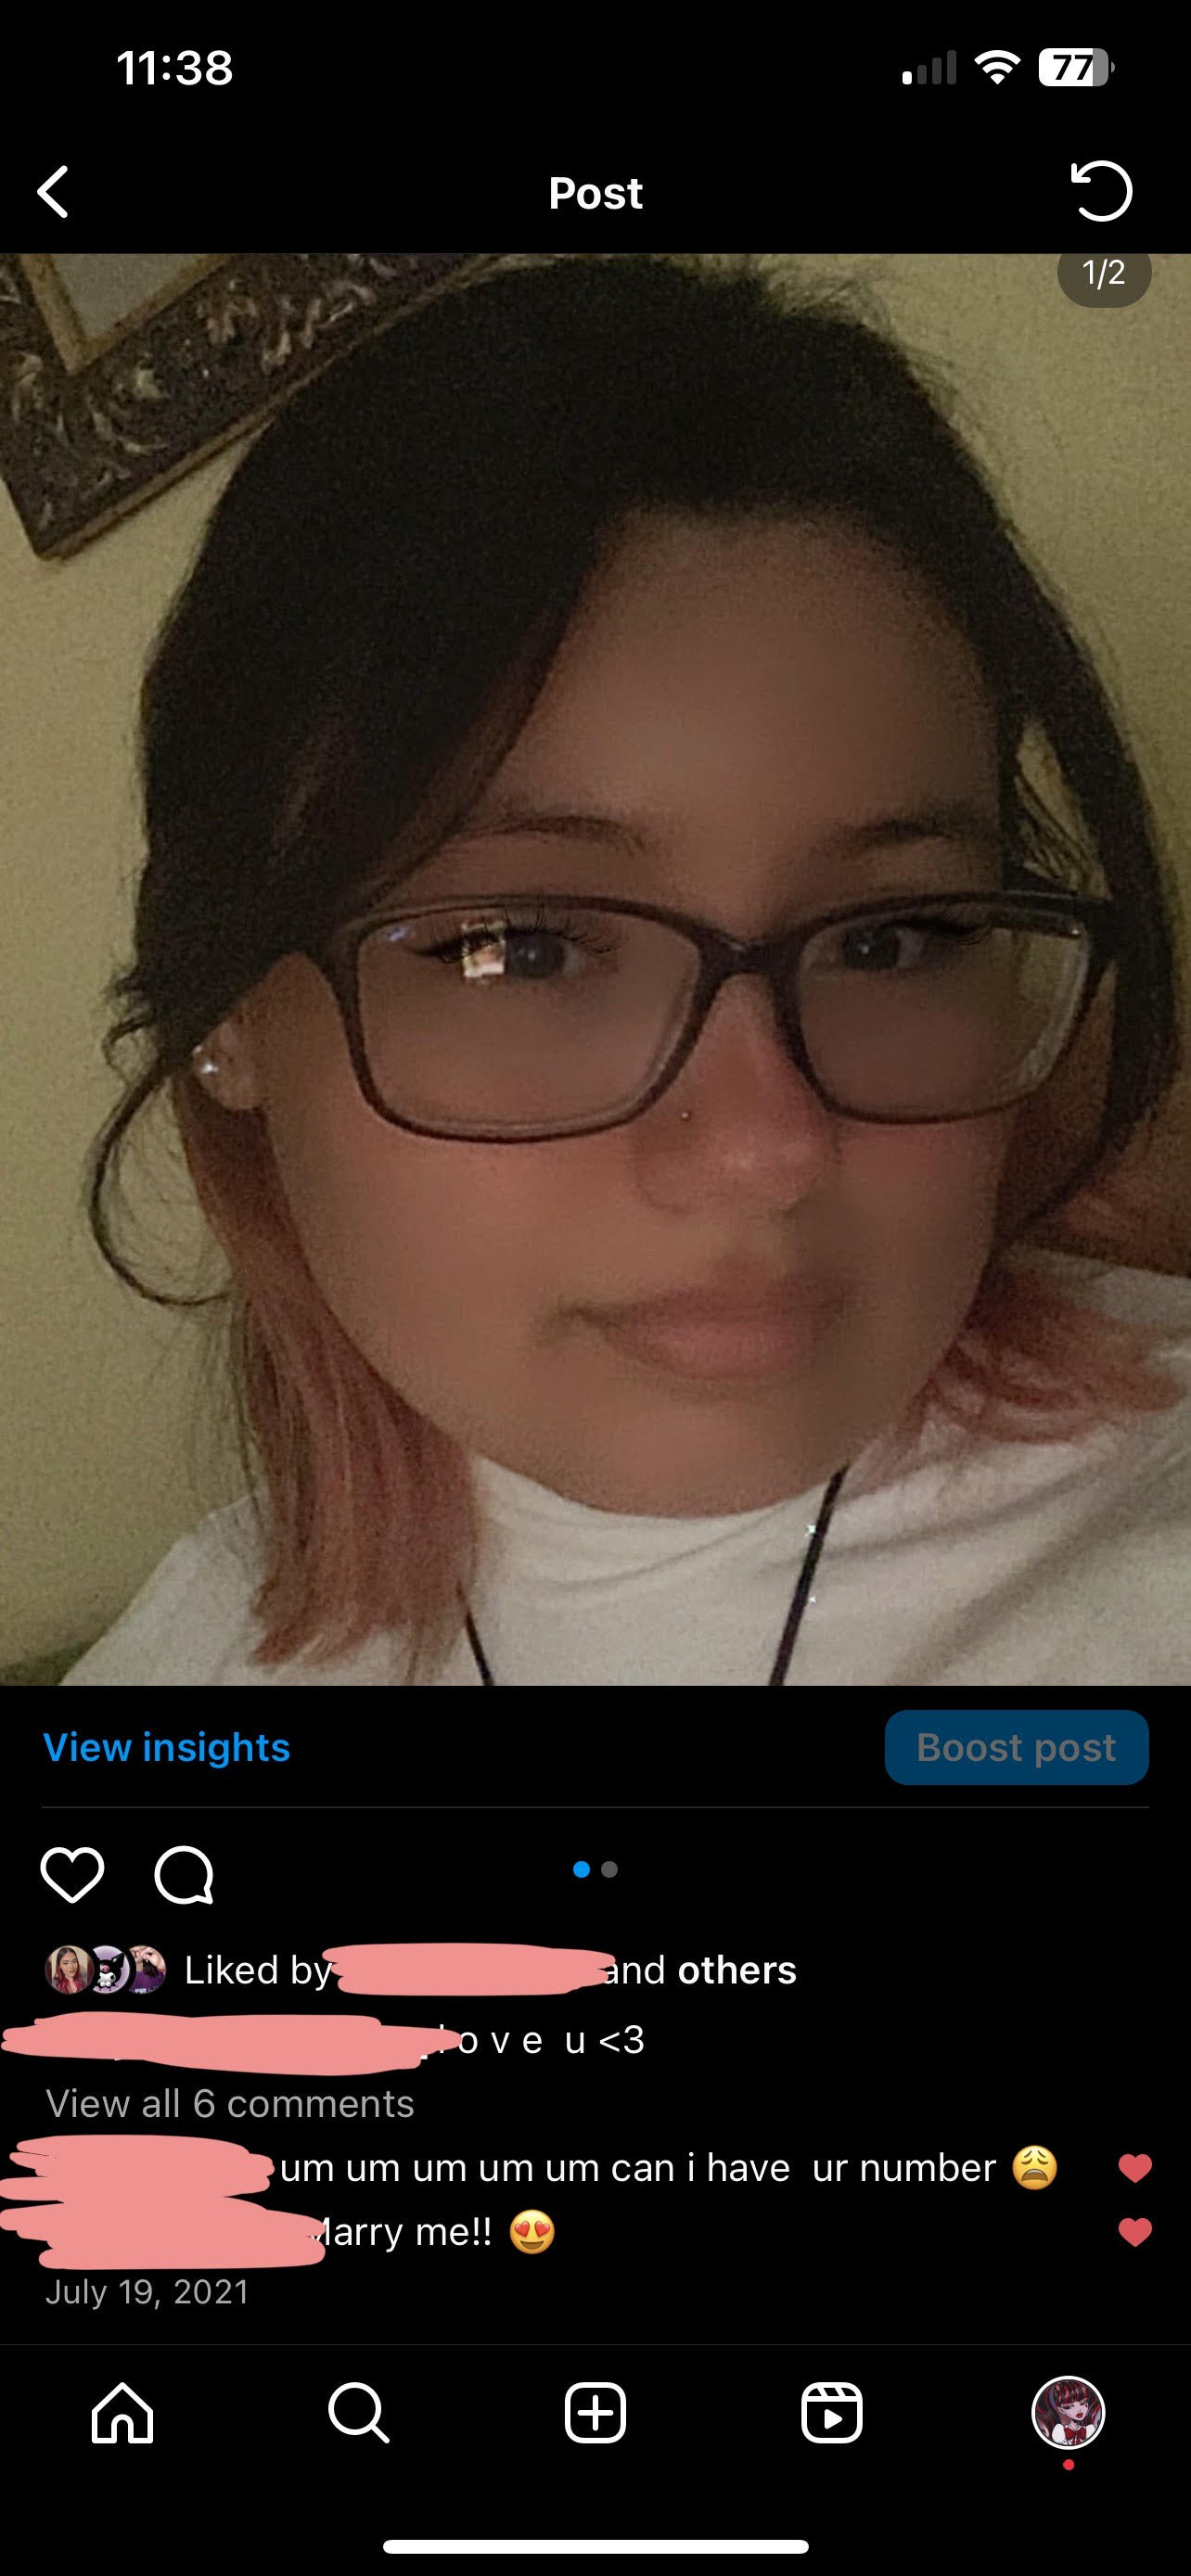 11:38
77
Post
1/2
View insights
Boost post
Liked by and others
o v e u <3
View all 6 comments
um um um um um can i have ur number 😩
Marry me!! 😍
July 19, 2021